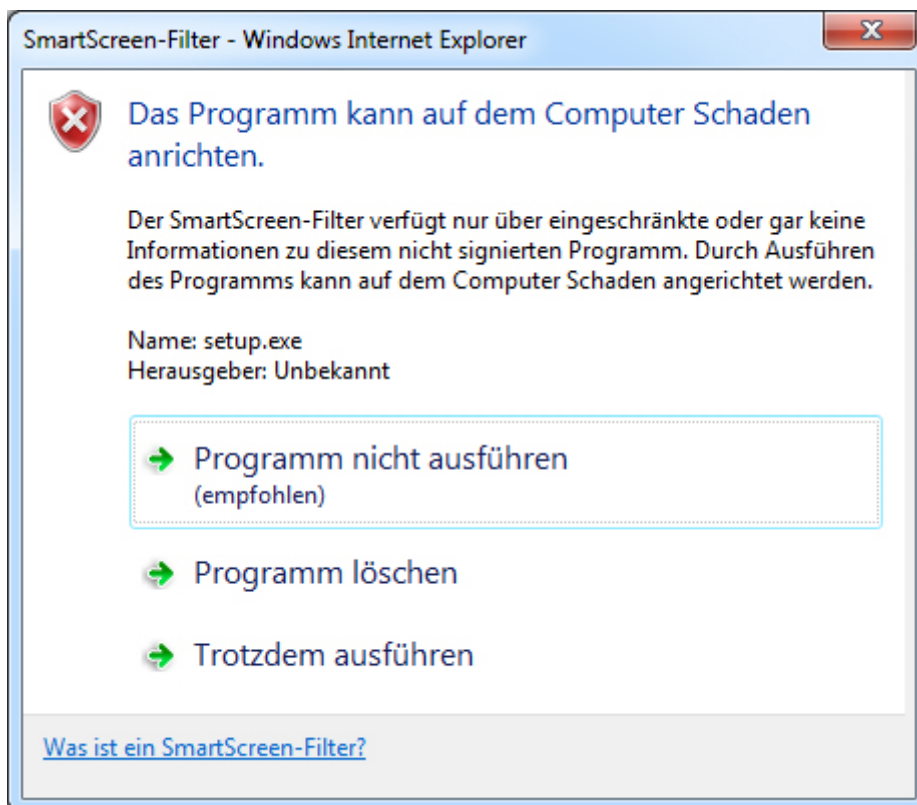 SmartScreen-Filter - Windows Internet Explorer
Das Programm kann auf dem Computer Schaden
anrichten.
Der SmartScreen-Filter verfügt nur über eingeschränkte oder gar keine
Informationen zu diesem nicht signierten Programm. Durch Ausführen
des Programms kann auf dem Computer Schaden angerichtet werden.
Name: setup.exe
Herausgeber: Unbekannt
Programm nicht ausführen
(empfohlen)
Programm löschen
Trotzdem ausführen
Was ist ein SmartScreen-Filter?